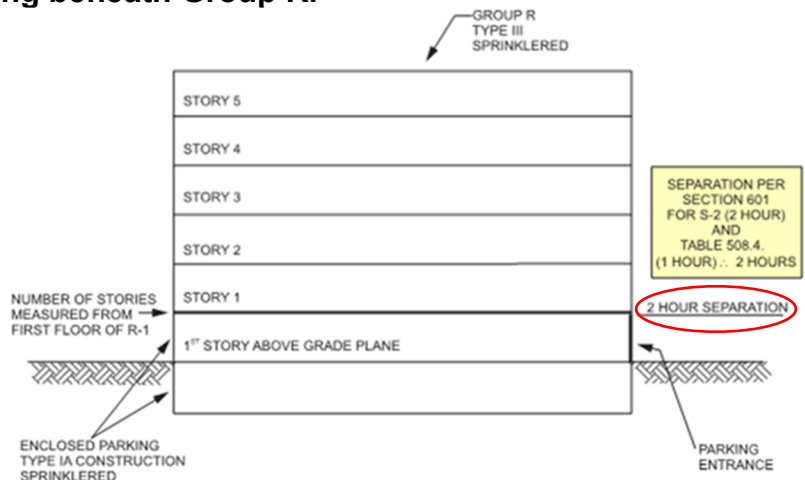 ing beneath Group R.
GROUP R
TYPE III
SPRINKLERED
STORY 5
STORY 4
STORY 3
STORY 2
STORY 1
1ST STORY ABOVE GRADE PLANE
SEPARATION PER
SECTION 601
FOR S-2 (2 HOUR)
AND
TABLE 508.4.
(1 HOUR) ∴ 2 HOURS
NUMBER OF STORIES
MEASURED FROM
FIRST FLOOR OF R-1
2 HOUR SEPARATION
ENCLOSED PARKING
TYPE IA CONSTRUCTION
SPRINKLERED
PARKING
ENTRANCE